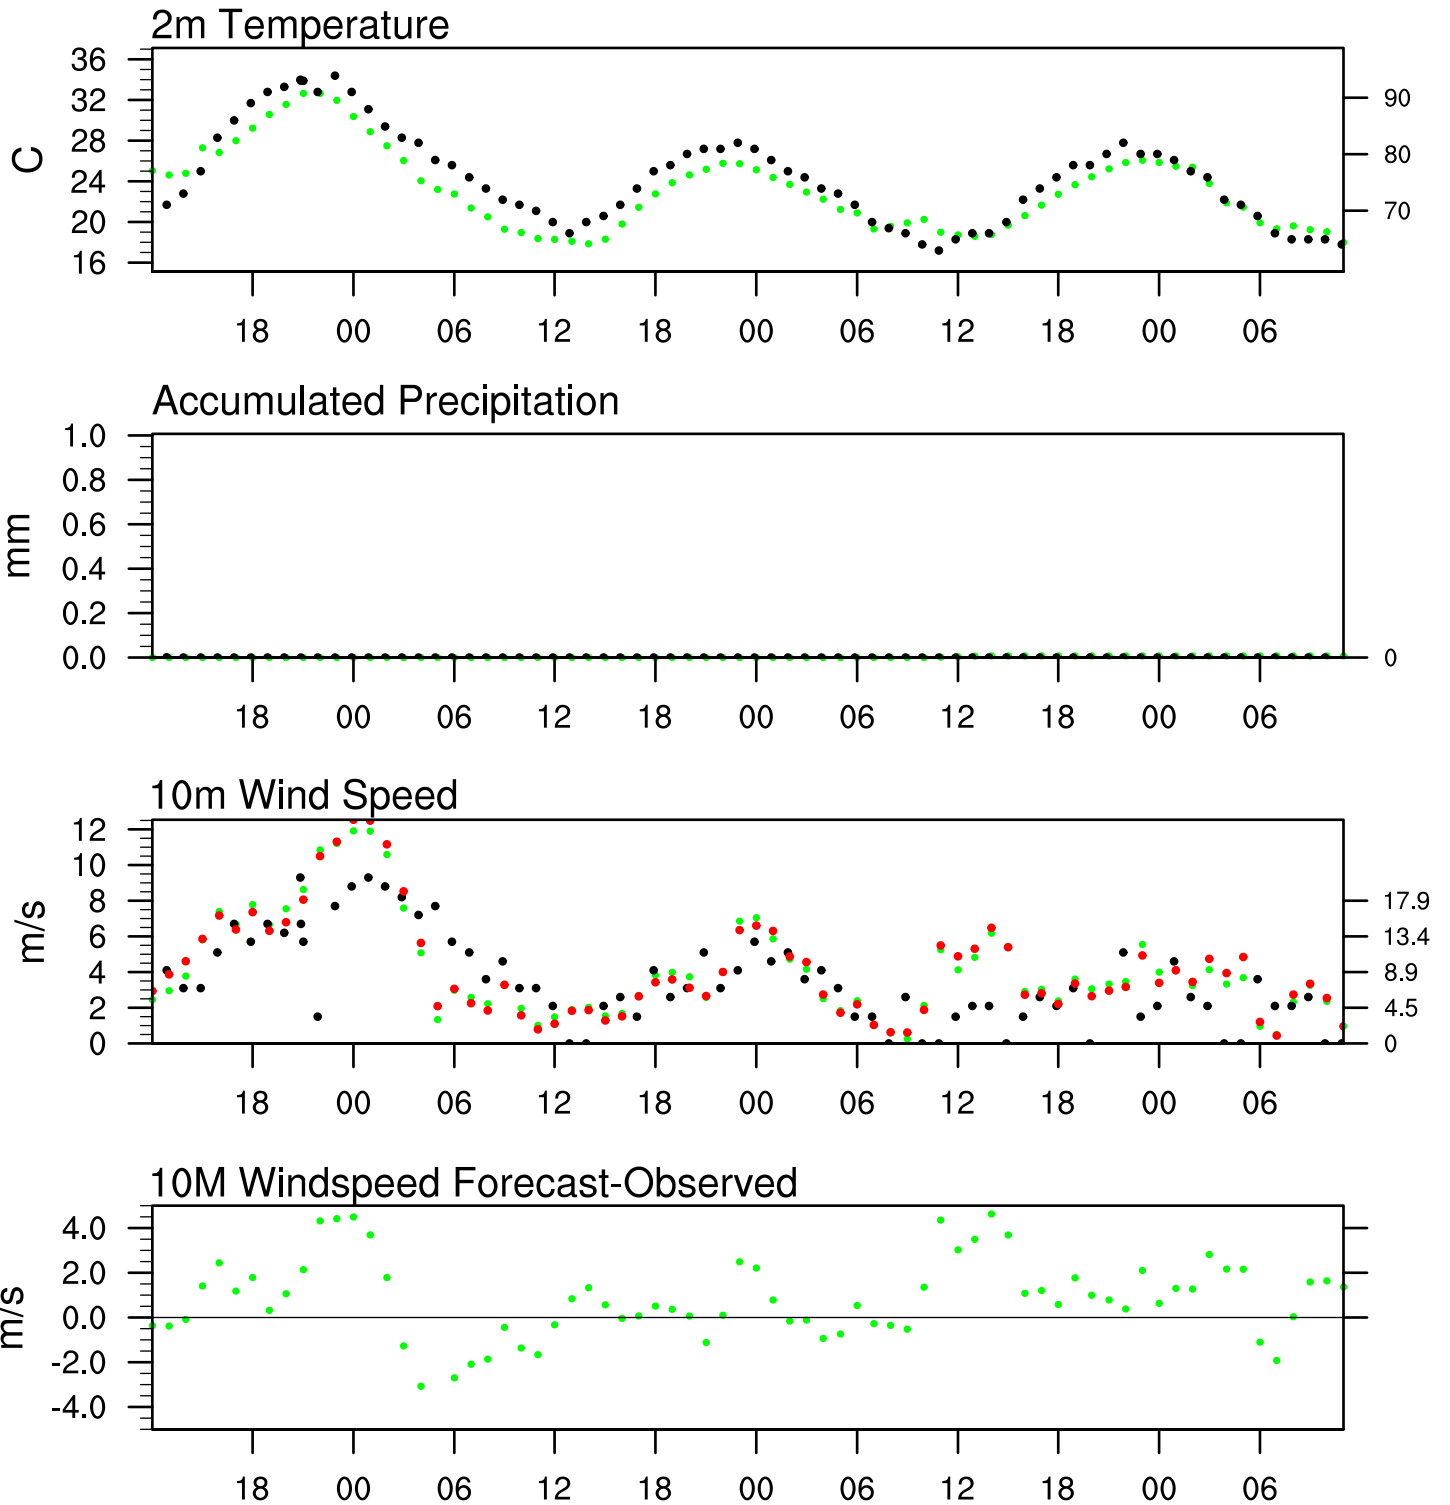 2m Temperature
36
32
28
24
20
16
C
90
80
70
18 00 06 12 18 00 06 12 18 00 06
Accumulated Precipitation
1.0
0.8
0.6
0.4
0.2
0.0
mm
0
18 00 06 12 18 00 06 12 18 00 06
10m Wind Speed
12
10
8
6
4
2
0
m/s
17.9
13.4
8.9
4.5
0
18 00 06 12 18 00 06 12 18 00 06
10M Windspeed Forecast-Observed
4.0
2.0
0.0
-2.0
-4.0
m/s
18 00 06 12 18 00 06 12 18 00 06